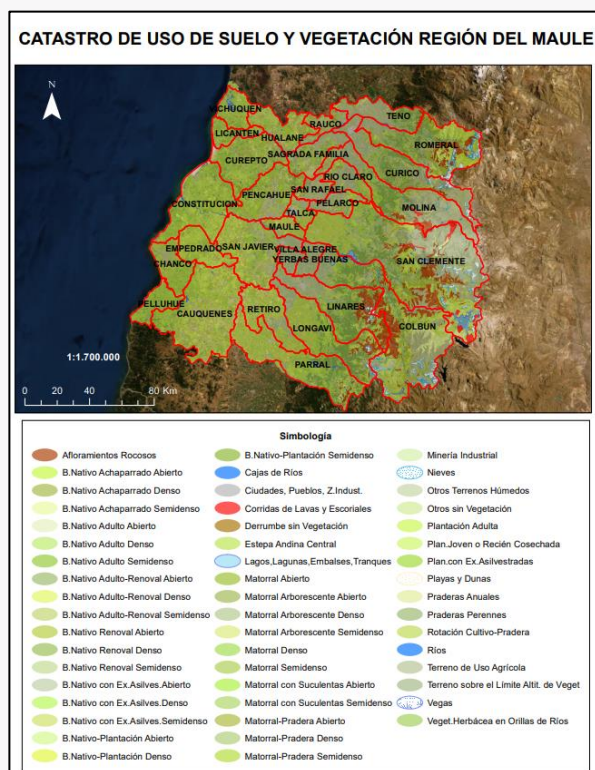 CATASTRO DE USO DE SUELO Y VEGETACIÓN REGIÓN DEL MAULE
N
VICHUQUEN
LICANTEN
HUALANE
RAUCO
TENO
ROMERAL
CUREPTO
SAGRADA FAMILIA
CURICO
RIO CLARO
CONSTITUCION
PENCAHUE
SAN RAFAEL
PELARCO
MOLINA
TALCA
MAULE
EMPEDRADO
SAN JAVIER
VILLA ALEGRE
YERBAS BUENAS
SAN CLEMENTE
CHANCO
PELLUHUE
CAUQUENES
RETIRO
LINARES
LONGAVI
COLBUN
PARRAL
1:1.700.000
0 20 40 80 Km
Simbología
Afloramientos Rocosos
B.Nativo Achaparrado Abierto
B.Nativo Achaparrado Denso
B.Nativo Achaparrado Semidenso
B.Nativo Adulto Abierto
B.Nativo Adulto Denso
B.Nativo Adulto Semidenso
B.Nativo Adulto-Renoval Abierto
B.Nativo Adulto-Renoval Denso
B.Nativo Adulto-Renoval Semidenso
B.Nativo Renoval Abierto
B.Nativo Renoval Denso
B.Nativo Renoval Semidenso
B.Nativo con Ex.Asilves.Abierto
B.Nativo con Ex.Asilves.Denso
B.Nativo con Ex.Asilves.Semidenso
B.Nativo-Plantación Abierto
B.Nativo-Plantación Denso
B.Nativo-Plantación Semidenso
Cajas de Ríos
Ciudades, Pueblos, Z.Indust.
Corridas de Lavas y Escoriales
Derrumbe sin Vegetación
Estepa Andina Central
Lagos,Lagunas,Embalses,Tranques
Matorral Abierto
Matorral Arborescente Abierto
Matorral Arborescente Denso
Matorral Arborescente Semidenso
Matorral Denso
Matorral Semidenso
Matorral con Suculentas Abierto
Matorral con Suculentas Semidenso
Matorral-Pradera Abierto
Matorral-Pradera Denso
Matorral-Pradera Semidenso
Minería Industrial
Nieves
Otros Terrenos Húmedos
Otros sin Vegetación
Plantación Adulta
Plan.Joven o Recién Cosechada
Plan.con Ex.Asilvestradas
Playas y Dunas
Praderas Anuales
Praderas Perennes
Rotación Cultivo-Pradera
Ríos
Terreno de Uso Agrícola
Terreno sobre el Límite Altit. de Veget
Vegas
Veget.Herbácea en Orillas de Ríos